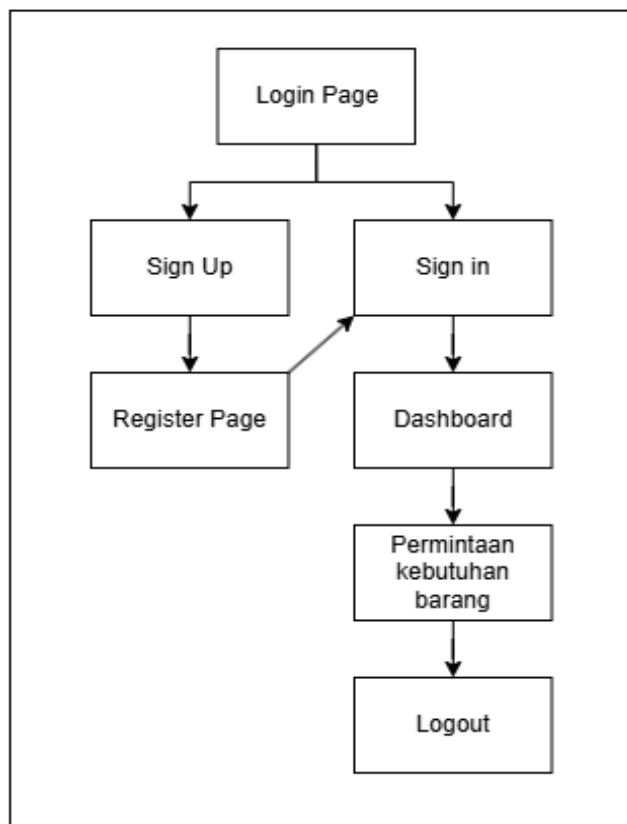 Login Page
Sign Up
Sign in
Register Page
Dashboard
Permintaan
kebutuhan
barang
Logout